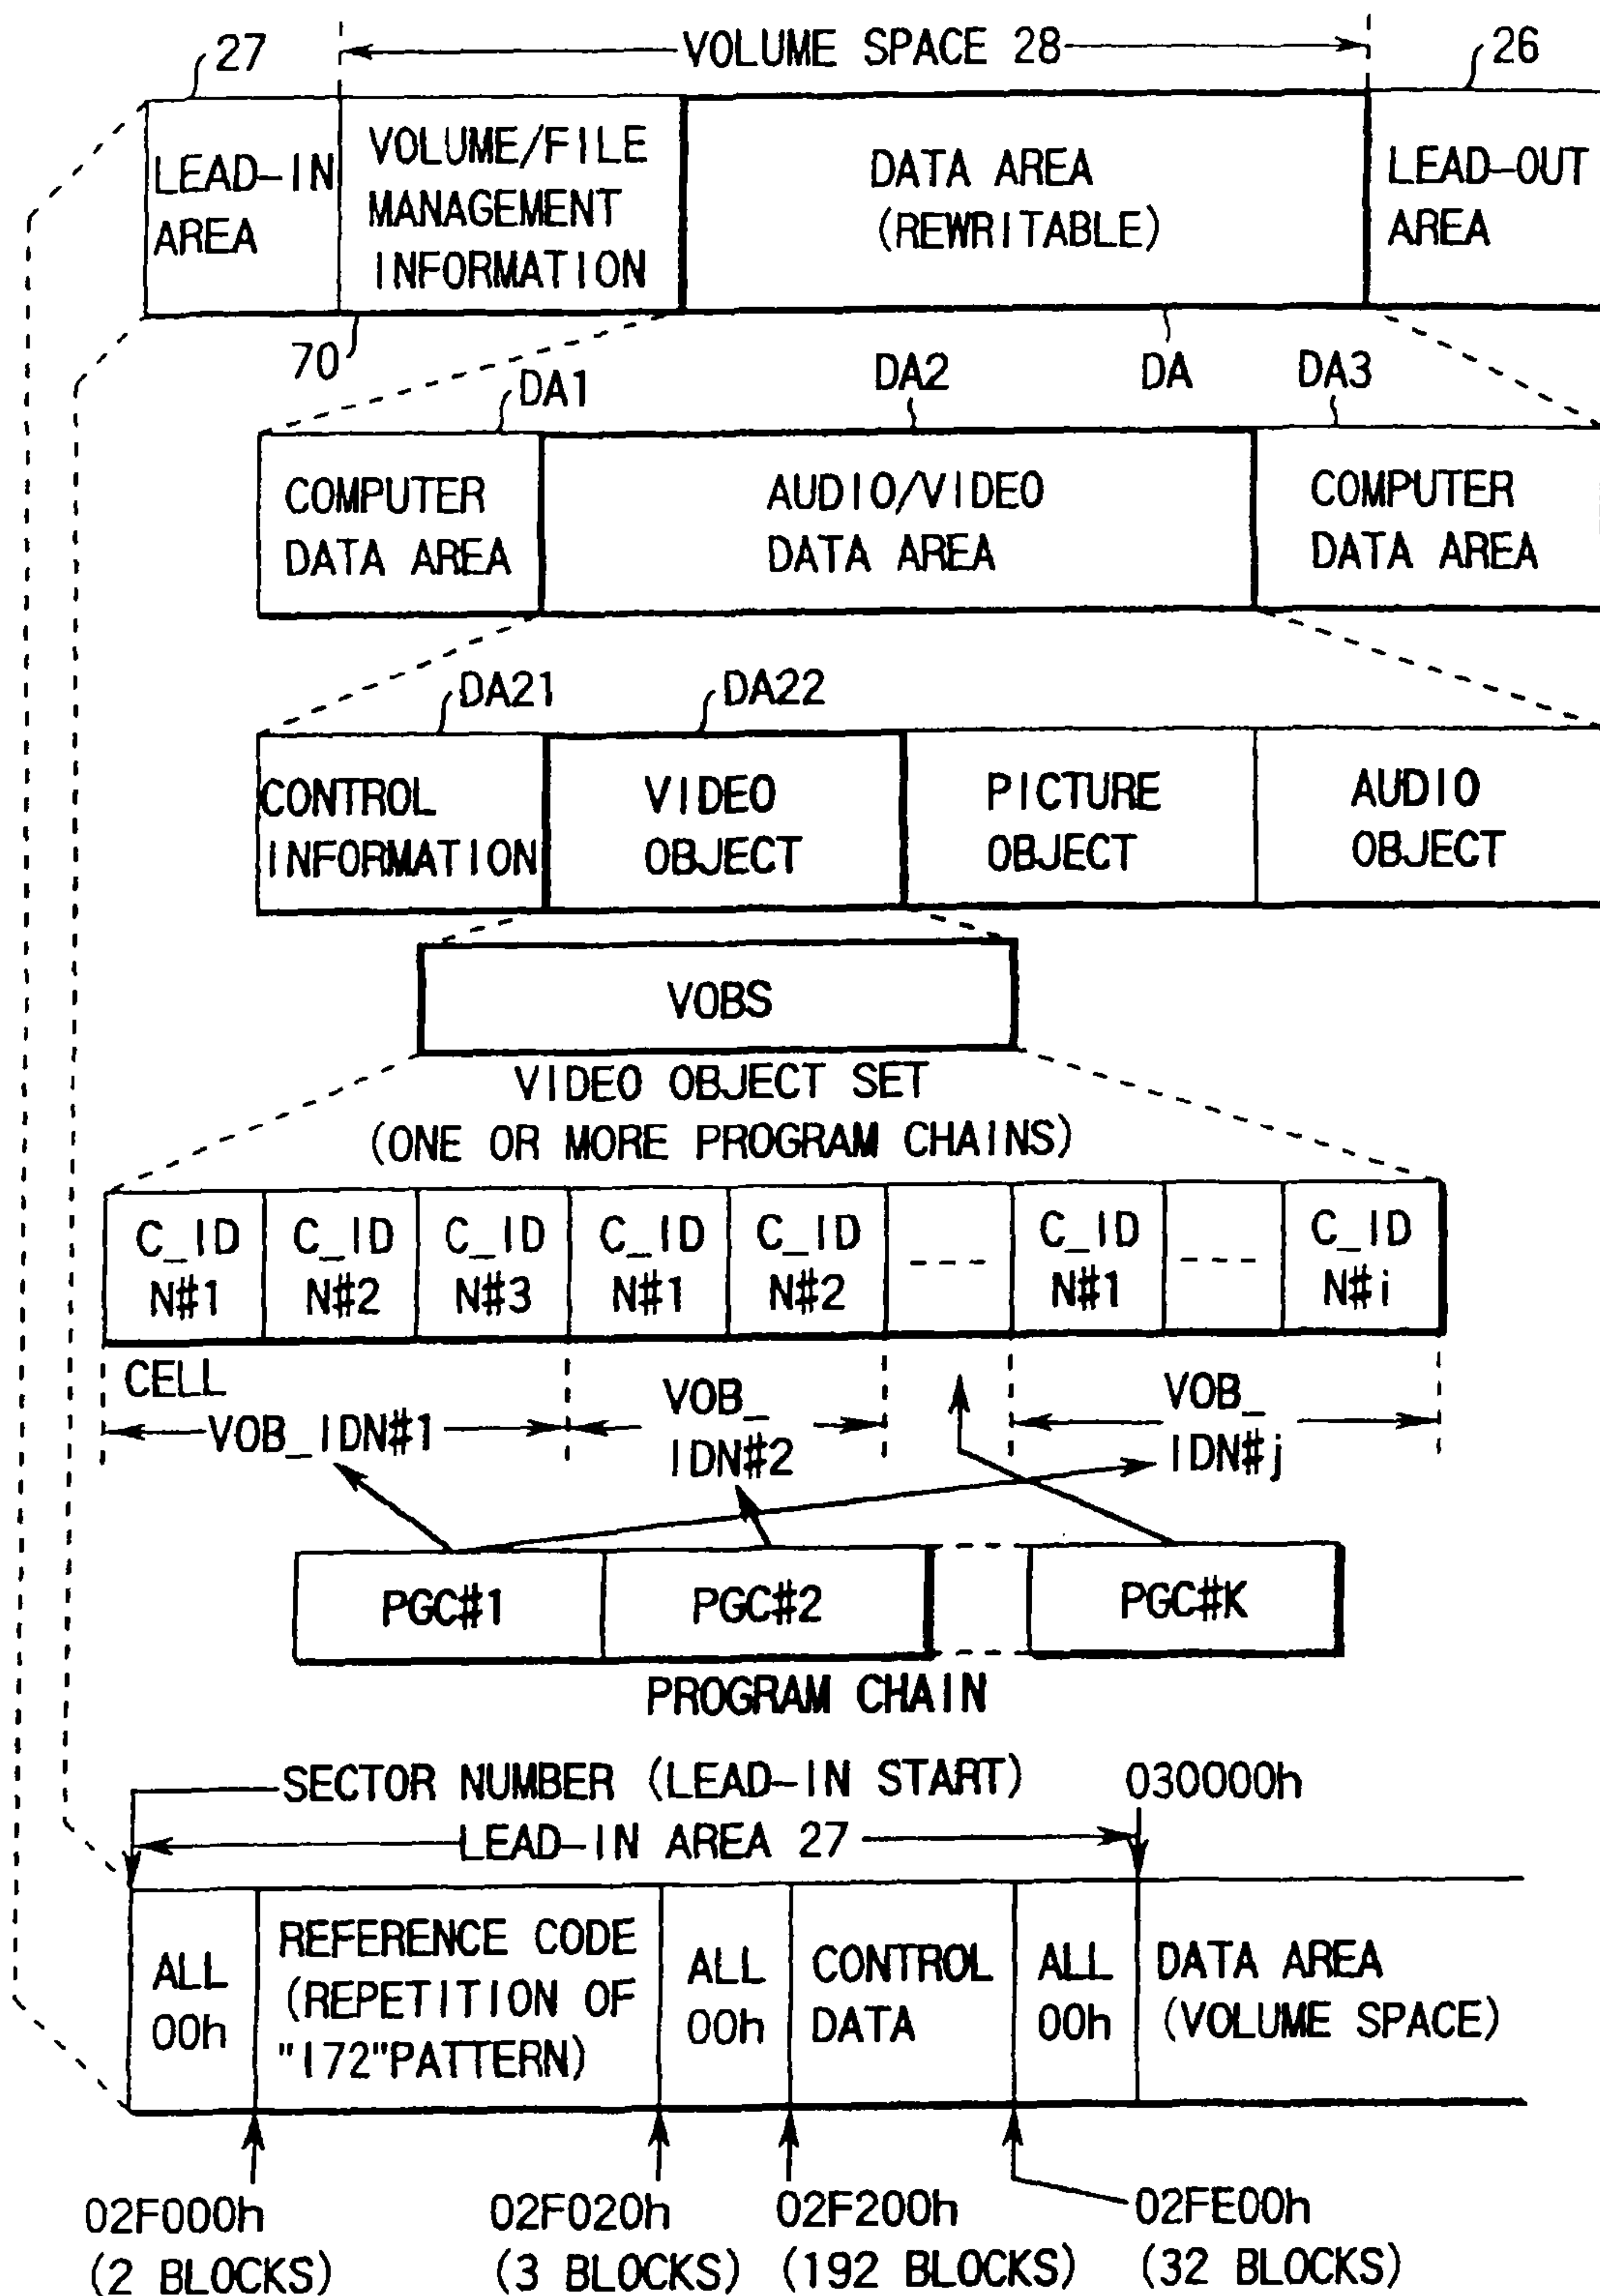 27
VOLUME SPACE 28
26
LEAD-IN
AREA
VOLUME/FILE
MANAGEMENT
INFORMATION
DATA AREA
(REWRITABLE)
LEAD-OUT
AREA
70
DA1
DA2
DA
DA3
COMPUTER
DATA AREA
AUDIO/VIDEO
DATA AREA
COMPUTER
DATA AREA
DA21
DA22
CONTROL
INFORMATION
VIDEO
OBJECT
PICTURE
OBJECT
AUDIO
OBJECT
VOBS
VIDEO OBJECT SET
(ONE OR MORE PROGRAM CHAINS)
C_ID
N#1
C_ID
N#2
C_ID
N#3
C_ID
N#1
C_ID
N#2
----
C_ID
N#1
----
C_ID
N#i
CELL
VOB_IDN#1
VOB_
IDN#2
VOB_
IDN#j
PGC#1
PGC#2
PGC#K
PROGRAM CHAIN
SECTOR NUMBER (LEAD-IN START)
030000h
LEAD-IN AREA 27
ALL
00h
REFERENCE CODE
(REPETITION OF
"172"PATTERN)
ALL
00h
CONTROL
DATA
ALL
00h
DATA AREA
(VOLUME SPACE)
02F000h
(2 BLOCKS)
02F020h
(3 BLOCKS)
02F200h
(192 BLOCKS)
02FE00h
(32 BLOCKS)